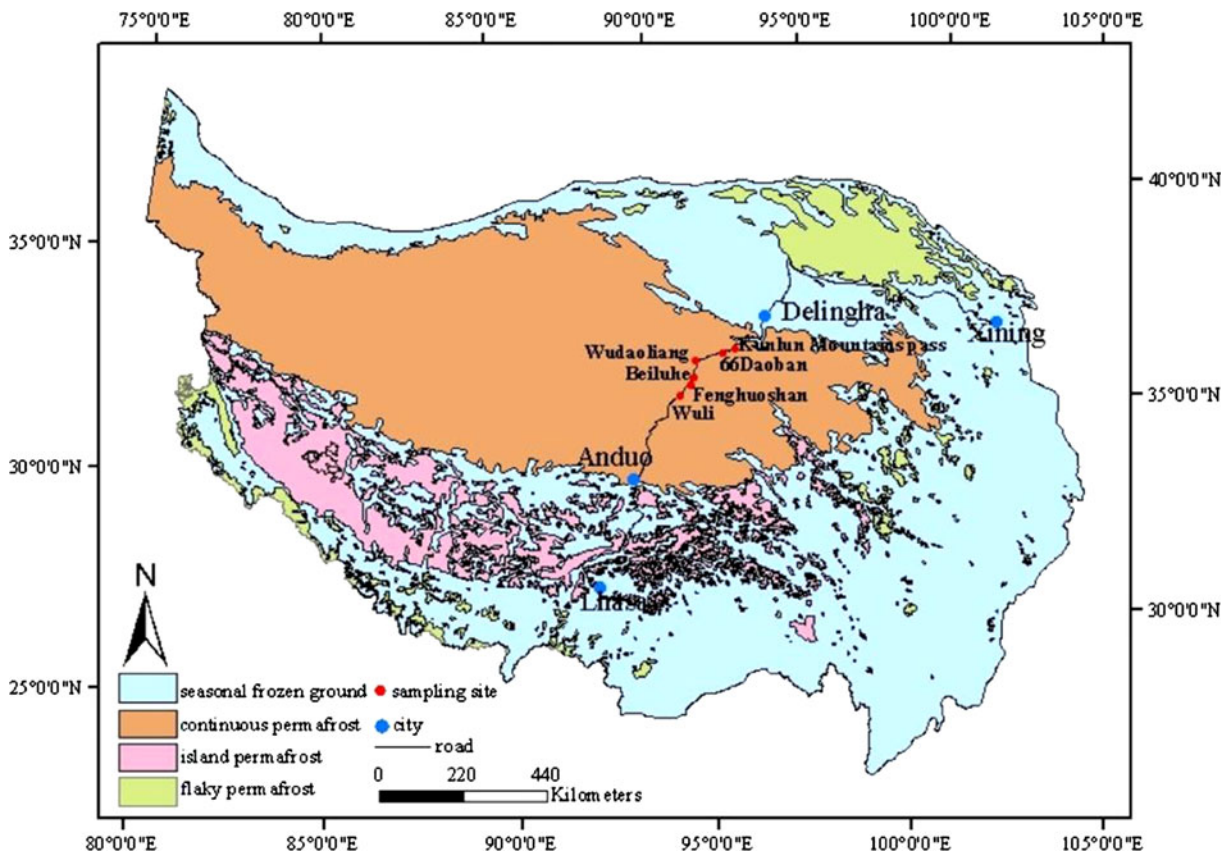 75°0'0"E 80°0'0"E 85°0'0"E 90°0'0"E 95°0'0"E 100°0'0"E 105°0'0"E
40°0'0"N
35°0'0"N
Delingha
Xining
Kunlun Mountainspass
Wudaoliang
66Daoban
Beiluhe
Fenghuoshan
35°0'0"N
Wuli
Anduo
30°0'0"N
Lhasa
30°0'0"N
N
25°0'0"N
seasonal frozen ground
sampling site
continuous permafrost
city
island permafrost
road
flaky permafrost
0 220 440
Kilometers
80°0'0"E 85°0'0"E 90°0'0"E 95°0'0"E 100°0'0"E 105°0'0"E